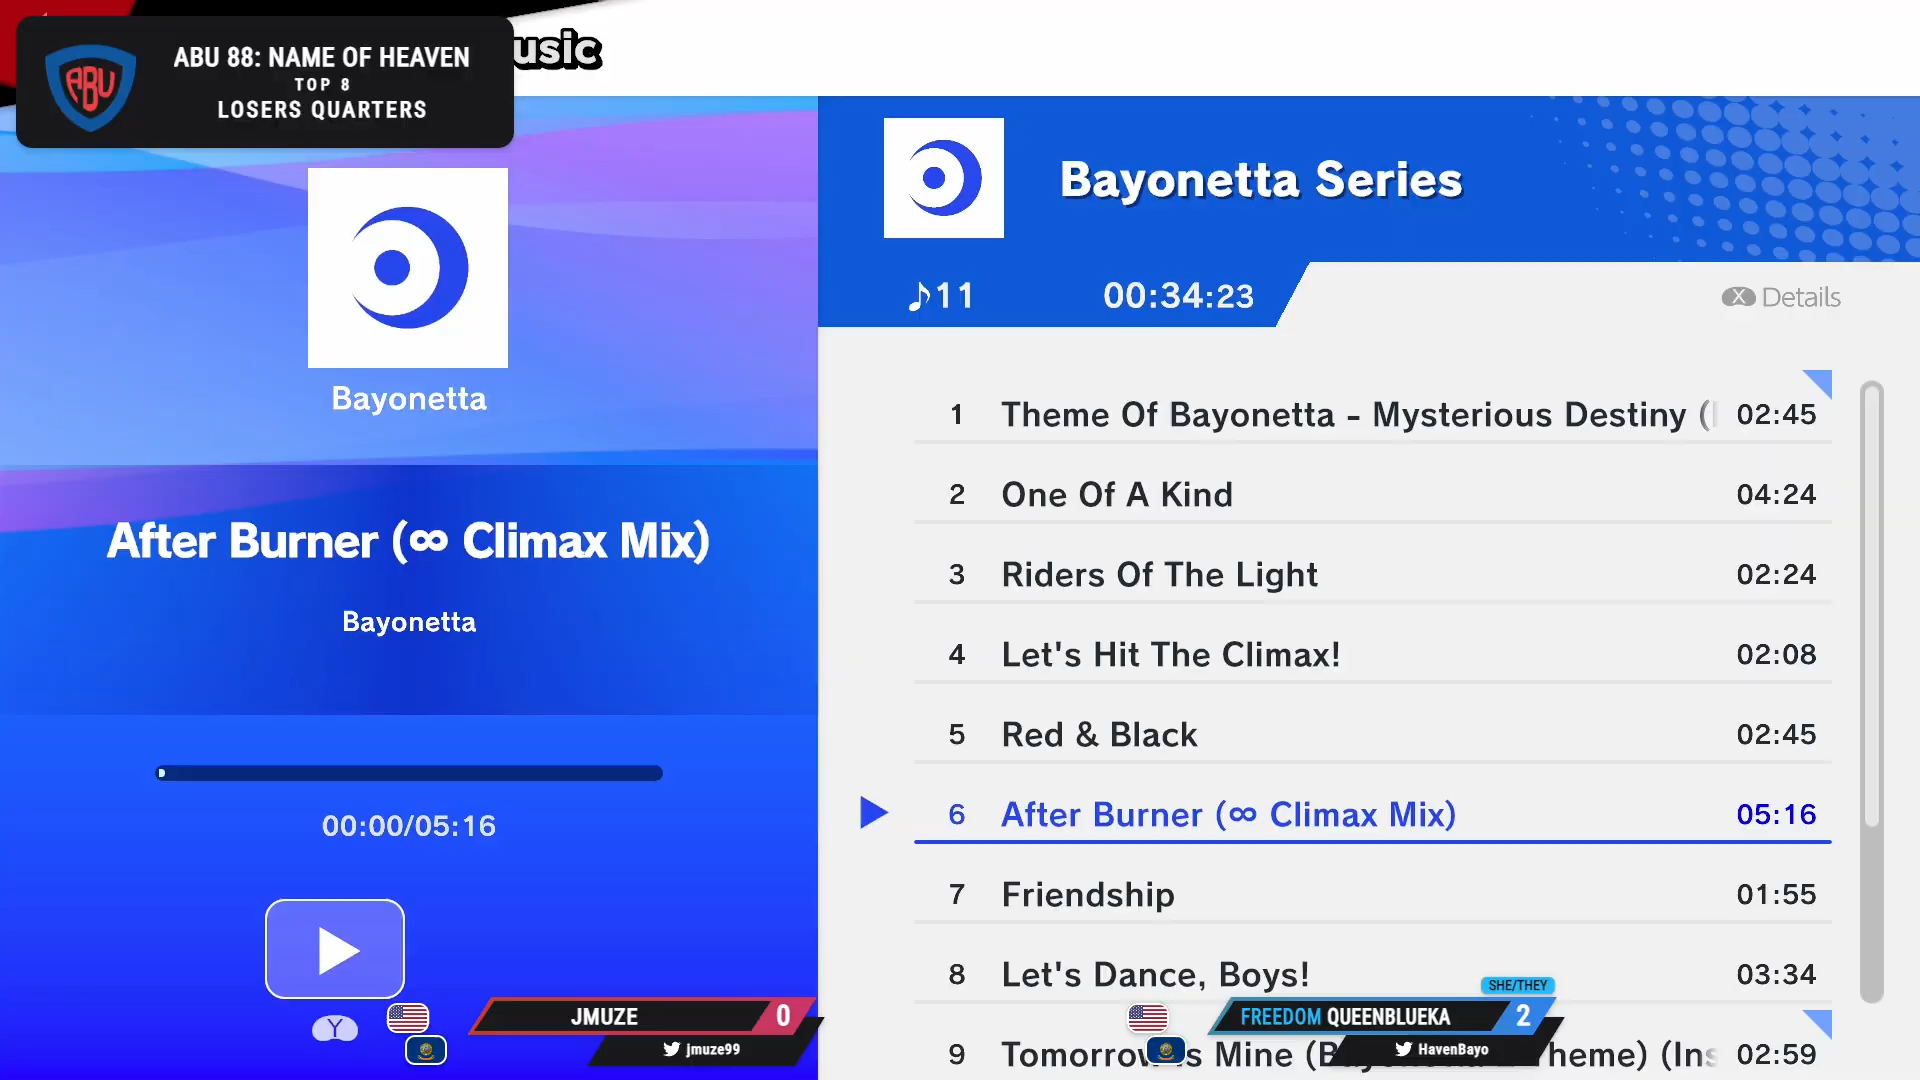 usic
ABU
ABU 88: NAME OF HEAVEN
TOP 8
LOSERS QUARTERS
Bayonetta
After Burner (∞ Climax Mix)
Bayonetta
00:00/05:16
Y
Bayonetta Series
♪11 00:34:23
X Details
1 Theme Of Bayonetta - Mysterious Destiny ( 02:45
2 One Of A Kind 04:24
3 Riders Of The Light 02:24
4 Let's Hit The Climax! 02:08
5 Red & Black 02:45
6 After Burner (∞ Climax Mix) 05:16
7 Friendship 01:55
8 Let's Dance, Boys! 03:34
9 Mine heme) (Ins 02:59
JMUZE 0
jmuze99
SHE/THEY
FREEDOM QUEENBLUEKA 2
HavenBayo